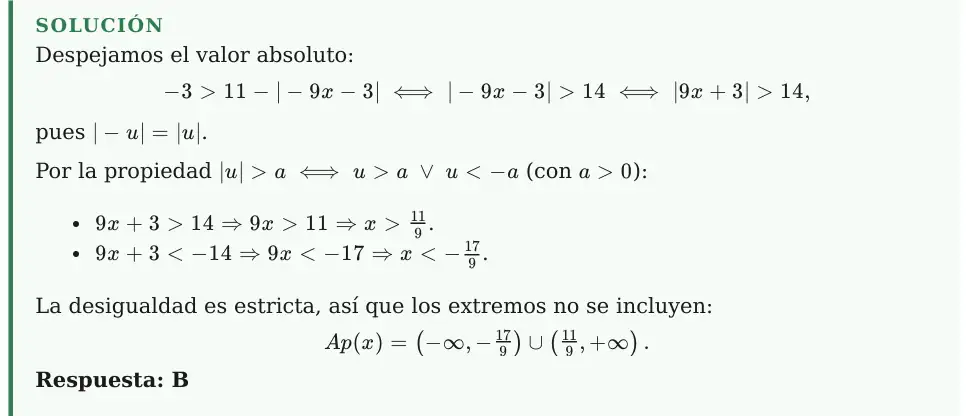 SOLUCIÓN
Despejamos el valor absoluto:
−3 > 11 − | − 9x − 3| ⟺ | − 9x − 3| > 14 ⟺ |9x + 3| > 14,
pues | − u| = |u|.
Por la propiedad |u| > a ⟺ u > a ∨ u < −a (con a > 0):
• 9x + 3 > 14 ⇒ 9x > 11 ⇒ x > 11/9.
• 9x + 3 < −14 ⇒ 9x < −17 ⇒ x < −17/9.
La desigualdad es estricta, así que los extremos no se incluyen:
Ap(x) = (−∞, −17/9) ∪ (11/9, +∞).
Respuesta: B